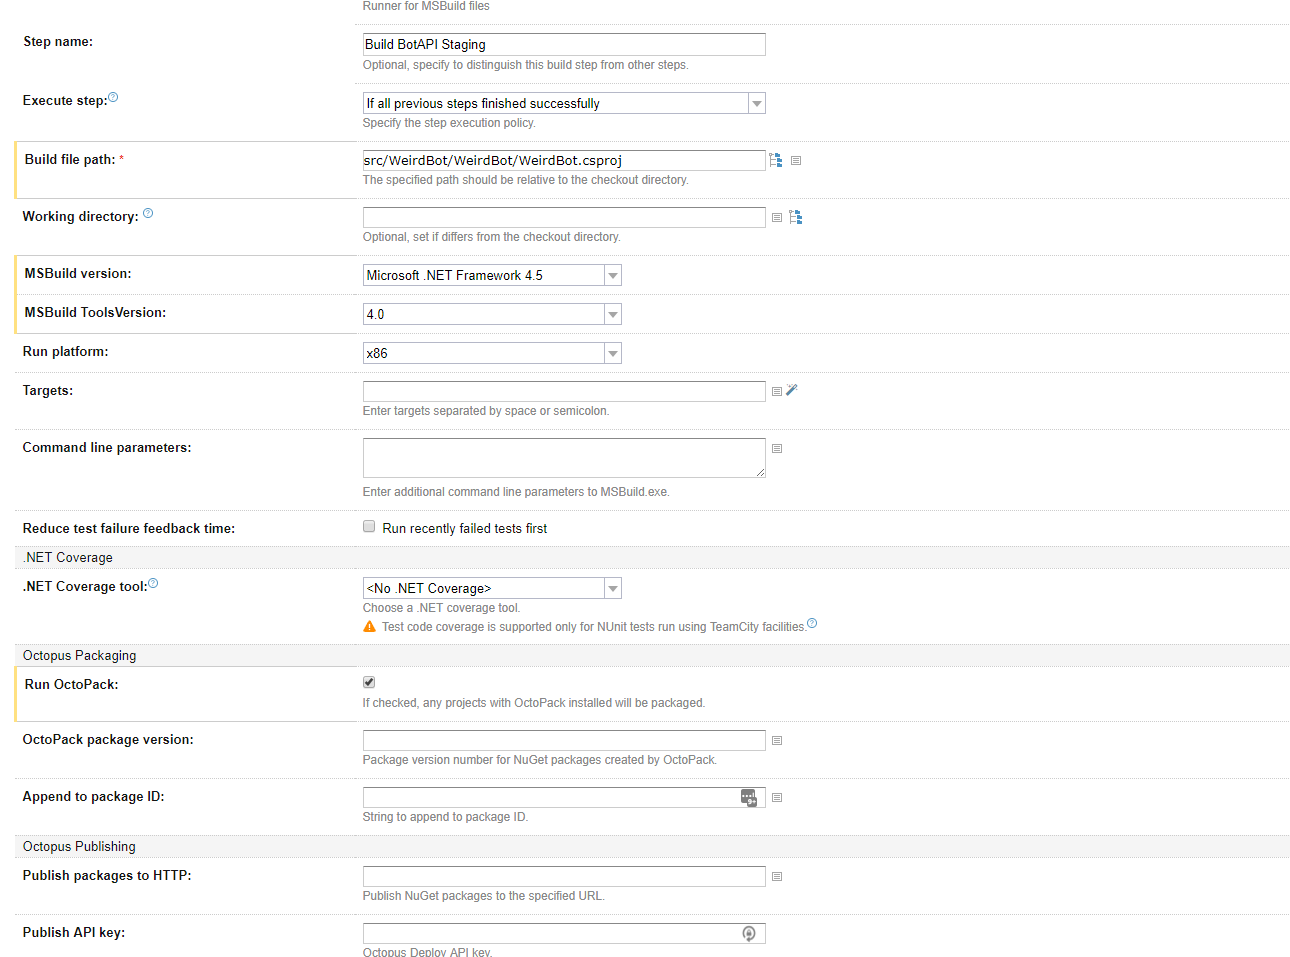 Runner for MSBuild files
Step name:
Build BotAPI Staging
Optional, specify to distinguish this build step from other steps.
Execute step:
If all previous steps finished successfully
Specify the step execution policy.
Build file path: *
src/WeirdBot/WeirdBot/WeirdBot.csproj
The specified path should be relative to the checkout directory.
Working directory:
Optional, set if differs from the checkout directory.
MSBuild version:
Microsoft .NET Framework 4.5
MSBuild ToolsVersion:
4.0
Run platform:
x86
Targets:
Enter targets separated by space or semicolon.
Command line parameters:
Enter additional command line parameters to MSBuild.exe.
Reduce test failure feedback time:
Run recently failed tests first
.NET Coverage
.NET Coverage tool:
<No .NET Coverage>
Choose a .NET coverage tool.
Test code coverage is supported only for NUnit tests run using TeamCity facilities.
Octopus Packaging
Run OctoPack:
If checked, any projects with OctoPack installed will be packaged.
OctoPack package version:
Package version number for NuGet packages created by OctoPack.
Append to package ID:
9+
String to append to package ID.
Octopus Publishing
Publish packages to HTTP:
Publish NuGet packages to the specified URL.
Publish API key:
Octopus Deploy API key.